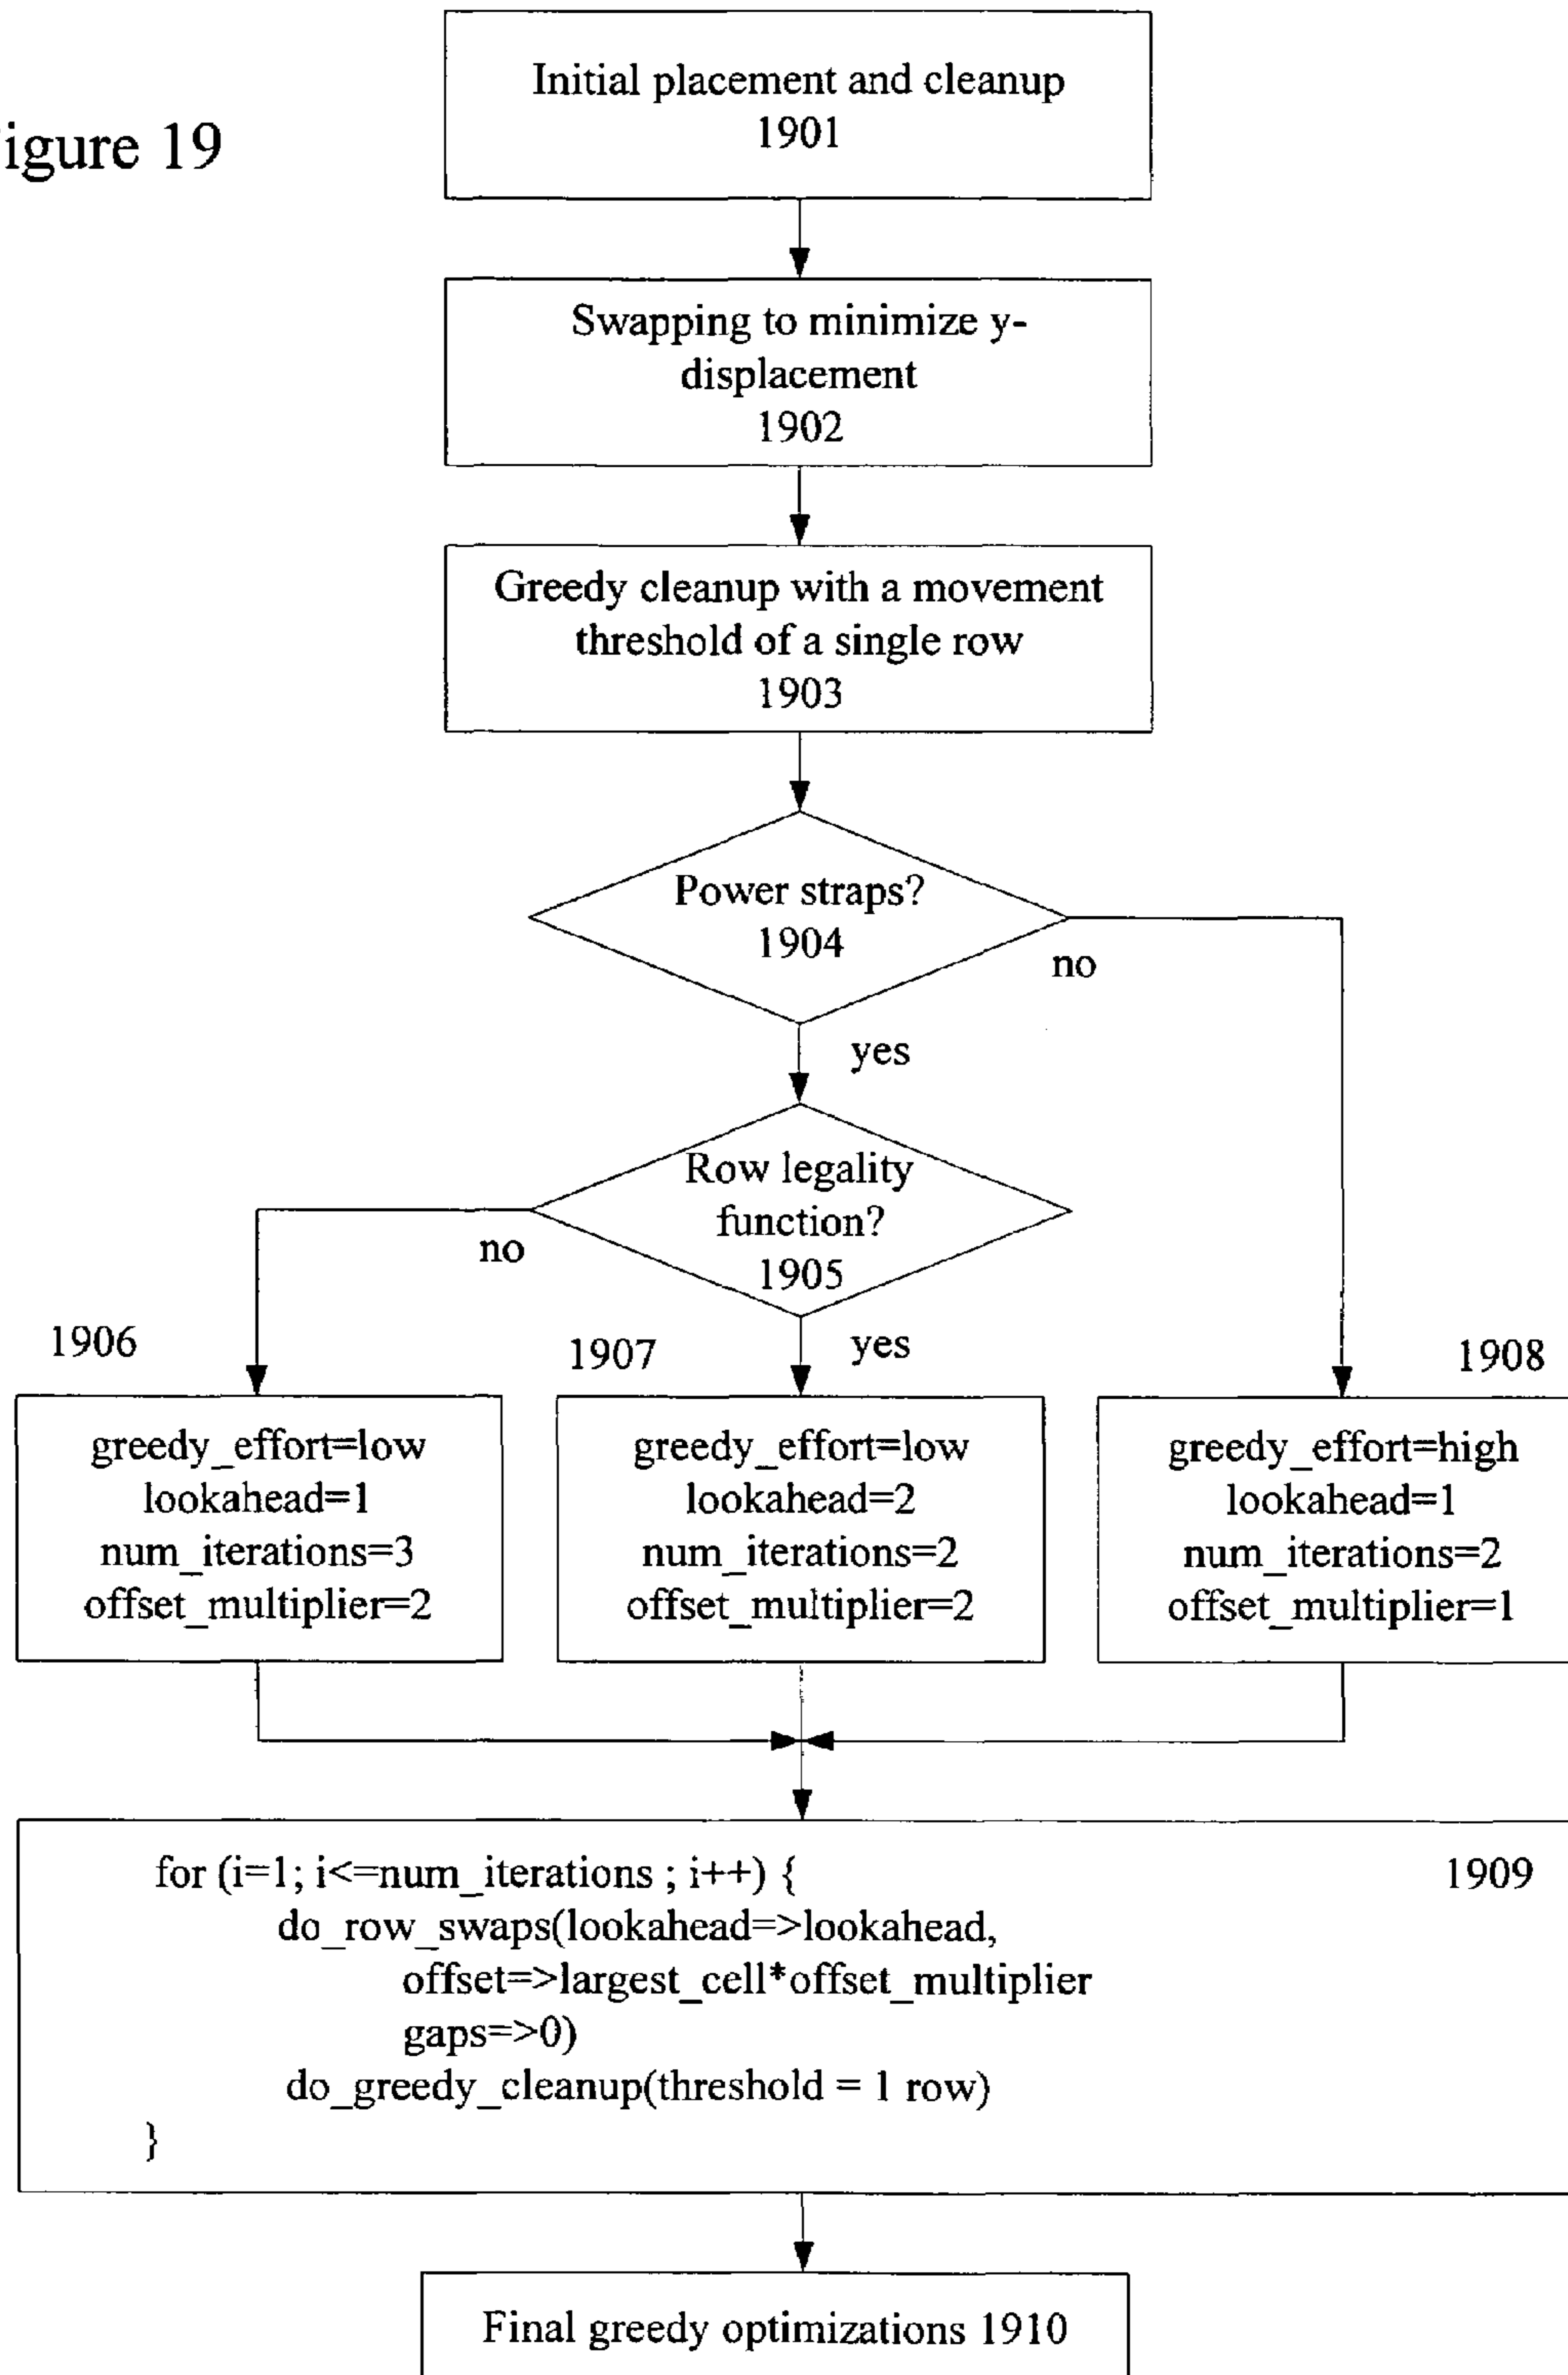 igure 19
Initial placement and cleanup
1901
Swapping to minimize y-
displacement
1902
Greedy cleanup with a movement
threshold of a single row
1903
Power straps?
1904
no
yes
Row legality
function?
1905
no
yes
1906
1907
1908
greedy_effort=low
lookahead=1
num_iterations=3
offset_multiplier=2
greedy_effort=low
lookahead=2
num_iterations=2
offset_multiplier=2
greedy_effort=high
lookahead=1
num_iterations=2
offset_multiplier=1
for (i=1; i<=num_iterations ; i++) {
1909
do_row_swaps(lookahead=>lookahead,
offset=>largest_cell*offset_multiplier
gaps=>0)
do_greedy_cleanup(threshold = 1 row)
}
Final greedy optimizations 1910